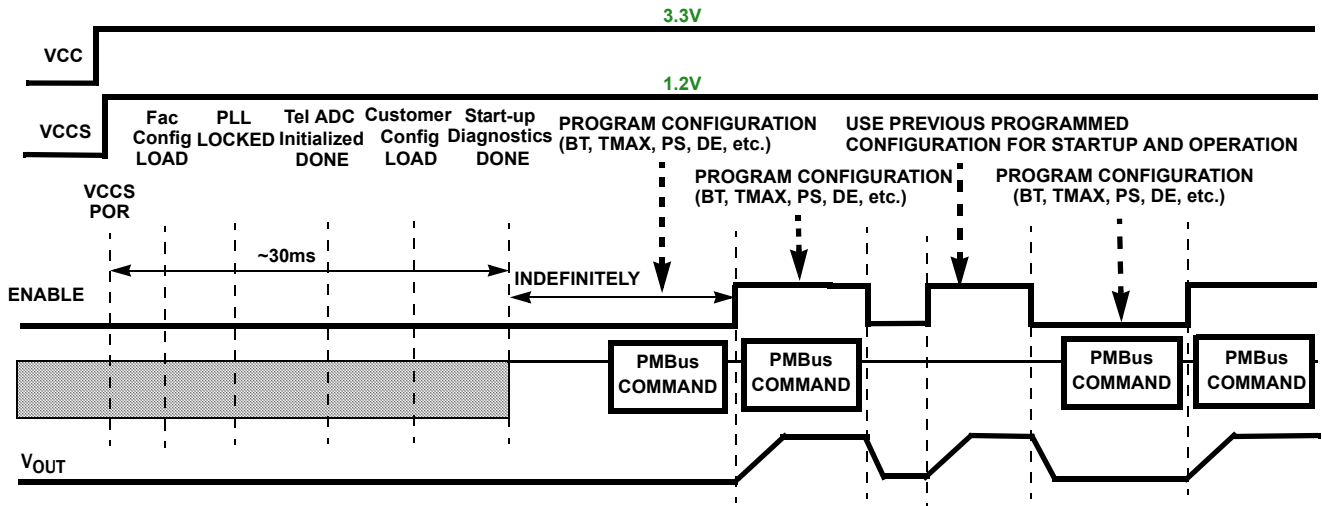 3.3V
VCC
1.2V
VCCS
Fac
Config
LOAD
PLL
LOCKED
Tel ADC
Initialized
DONE
Customer
Config
LOAD
Start-up
Diagnostics
DONE
PROGRAM CONFIGURATION
(BT, TMAX, PS, DE, etc.)
USE PREVIOUS PROGRAMMED
CONFIGURATION FOR STARTUP AND OPERATION
PROGRAM CONFIGURATION
(BT, TMAX, PS, DE, etc.)
PROGRAM CONFIGURATION
(BT, TMAX, PS, DE, etc.)
VCCS
POR
~30ms
INDEFINITELY
ENABLE
PMBus
COMMAND
PMBus
COMMAND
PMBus
COMMAND
PMBus
COMMAND
VOUT